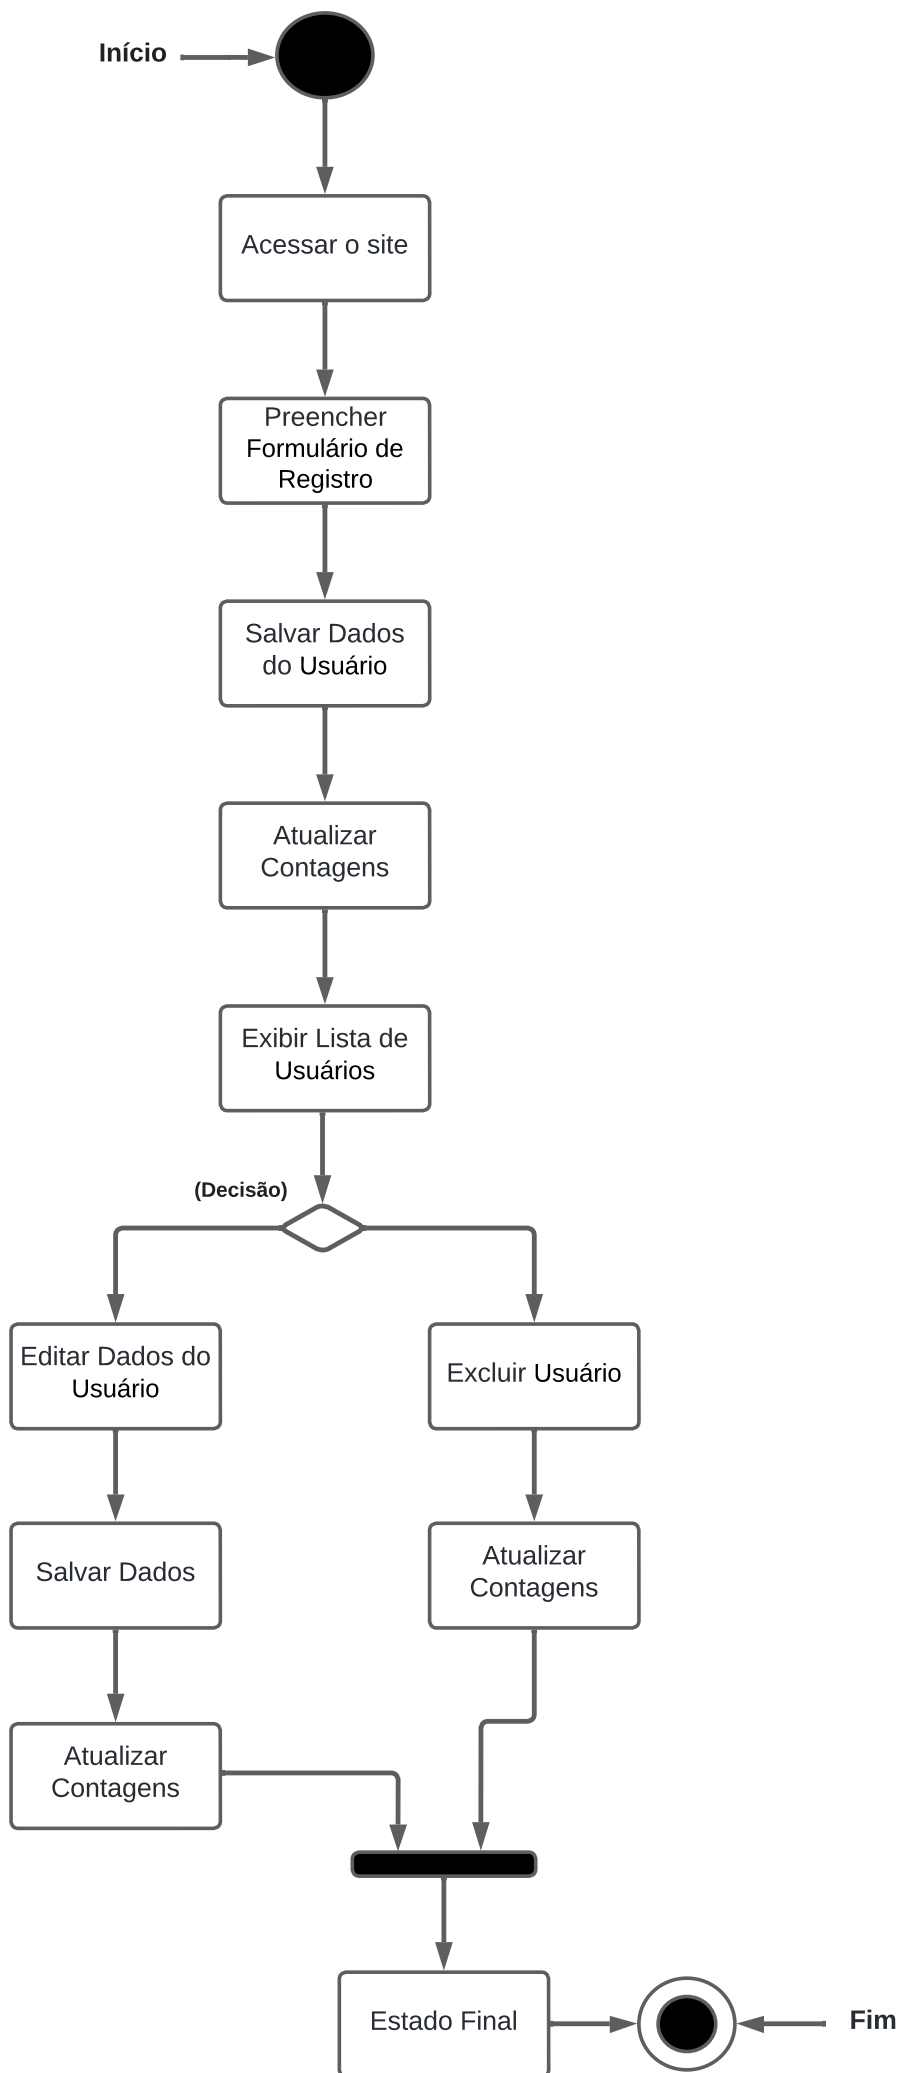 Início
Acessar o site
Preencher
Formulário de
Registro
Salvar Dados
do Usuário
Atualizar
Contagens
Exibir Lista de
Usuários
(Decisão)
Editar Dados do
Usuário
Excluir Usuário
Salvar Dados
Atualizar
Contagens
Atualizar
Contagens
Estado Final
Fim